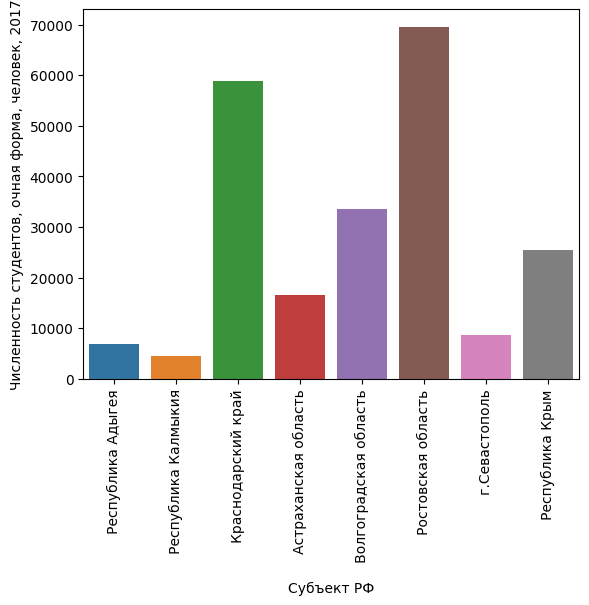 Численность студентов, очная форма, человек, 2017
70000
60000
50000
40000
30000
20000
10000
0
Республика Адыгея
Республика Калмыкия
Краснодарский край
Астраханская область
Волгоградская область
Ростовская область
г.Севастополь
Республика Крым
Субъект РФ